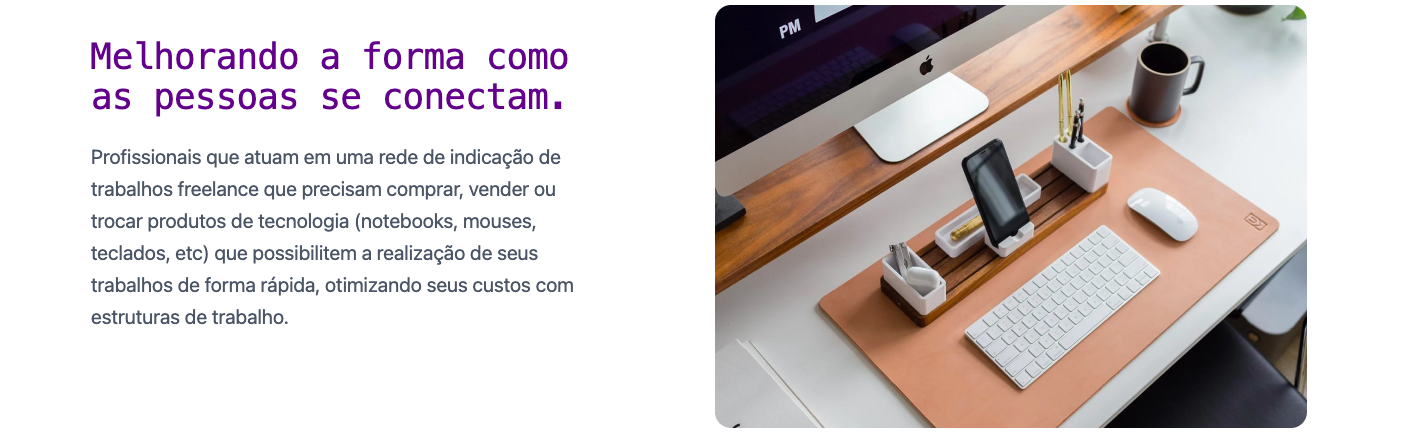 Melhorando a forma como
as pessoas se conectam.
Profissionais que atuam em uma rede de indicação de
trabalhos freelance que precisam comprar, vender ou
trocar produtos de tecnologia (notebooks, mouses,
teclados, etc) que possibilitem a realização de seus
trabalhos de forma rápida, otimizando seus custos com
estruturas de trabalho.
PM